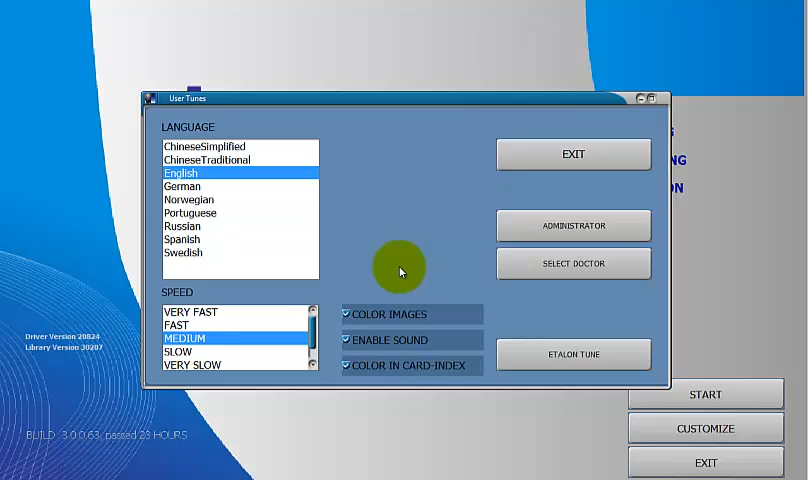 User Tunes
LANGUAGE
ChineseSimplified
ChineseTraditional
English
German
Norwegian
Portuguese
Russian
Spanish
Swedish
SPEED
VERY FAST
FAST
MEDIUM
SLOW
VERY SLOW
COLOR IMAGES
ENABLE SOUND
COLOR IN CARD-INDEX
EXIT
ADMINISTRATOR
SELECT DOCTOR
ETALON TUNE
Driver Version 20824
Library Version 30207
BUILD 3.0.0.63, passed 23 HOURS
START
CUSTOMIZE
EXIT